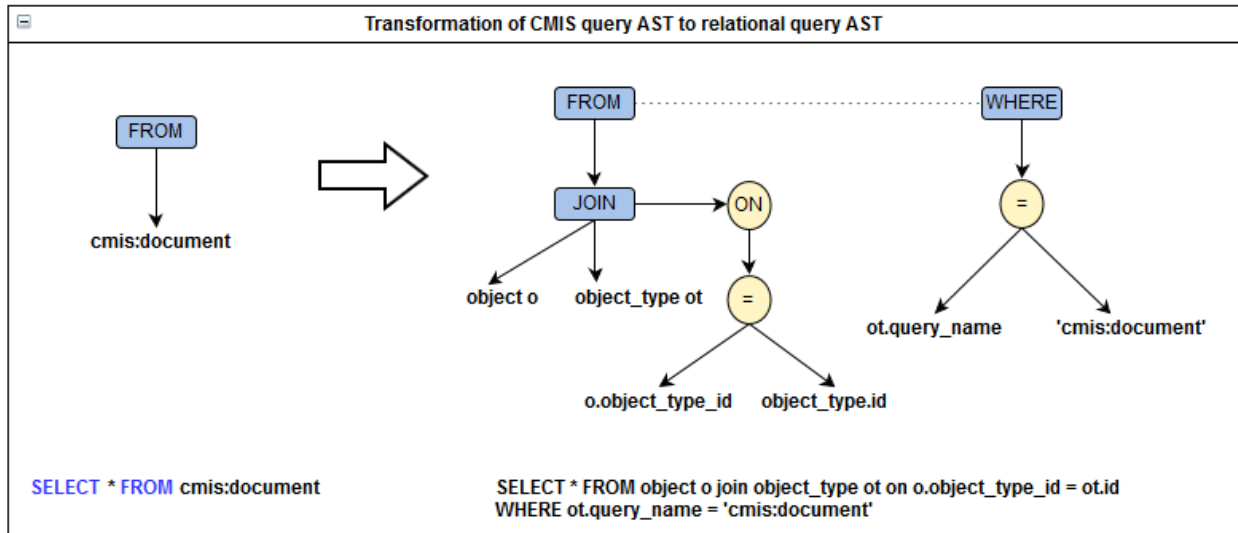 Transformation of CMIS query AST to relational query AST
FROM
cmis:document
FROM
WHERE
JOIN
ON
=
object o
object_type ot
=
ot.query_name
'cmis:document'
o.object_type_id
object_type.id
SELECT * FROM cmis:document
SELECT * FROM object o join object_type ot on o.object_type_id = ot.id
WHERE ot.query_name = 'cmis:document'